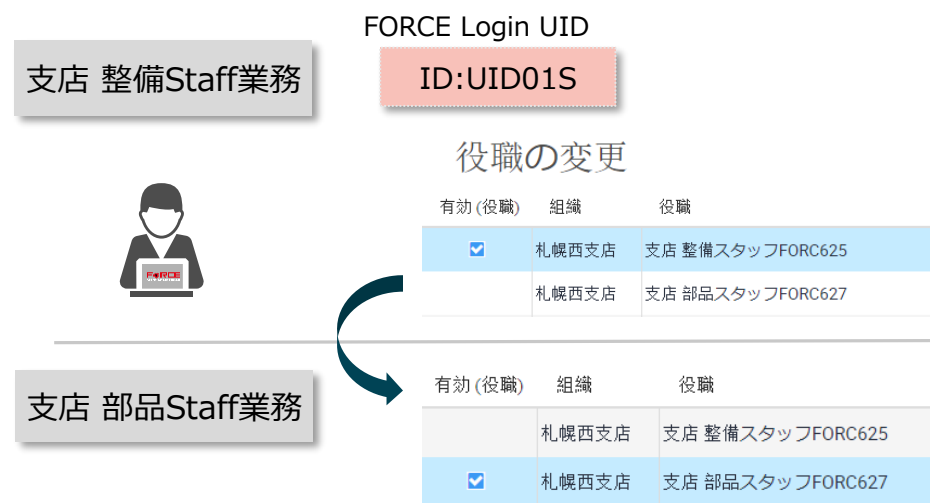 FORCE Login UID
支店 整備Staff業務
ID:UID01S
役職の変更
有効 (役職) 組織 役職
札幌西支店 支店 整備スタッフFORC625
札幌西支店 支店 部品スタッフFORC627
FORCE
支店 部品Staff業務
有効 (役職) 組織 役職
札幌西支店 支店 整備スタッフFORC625
札幌西支店 支店 部品スタッフFORC627